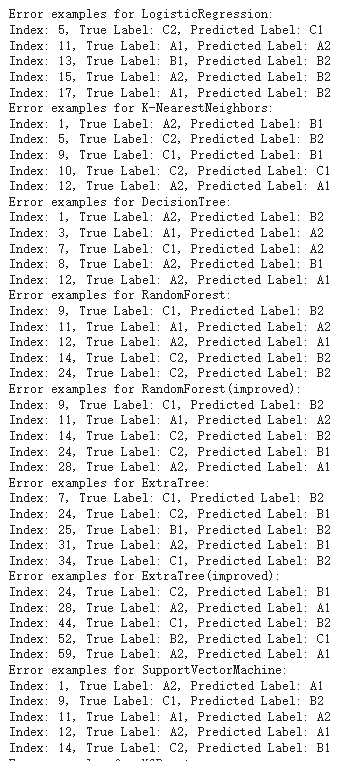 Error examples for LogisticRegression:
Index: 5, True Label: C2, Predicted Label: C1
Index: 11, True Label: A1, Predicted Label: A2
Index: 13, True Label: B1, Predicted Label: B2
Index: 15, True Label: A2, Predicted Label: B2
Index: 17, True Label: A1, Predicted Label: B2
Error examples for K-NearestNeighbors:
Index: 1, True Label: A2, Predicted Label: B1
Index: 5, True Label: C2, Predicted Label: B2
Index: 9, True Label: C1, Predicted Label: B1
Index: 10, True Label: C2, Predicted Label: C1
Index: 12, True Label: A2, Predicted Label: A1
Error examples for DecisionTree:
Index: 1, True Label: A2, Predicted Label: B2
Index: 3, True Label: A1, Predicted Label: A2
Index: 7, True Label: C1, Predicted Label: A2
Index: 8, True Label: A2, Predicted Label: B1
Index: 12, True Label: A2, Predicted Label: A1
Error examples for RandomForest:
Index: 9, True Label: C1, Predicted Label: B2
Index: 11, True Label: A1, Predicted Label: A2
Index: 12, True Label: A2, Predicted Label: A1
Index: 14, True Label: C2, Predicted Label: B2
Index: 24, True Label: C2, Predicted Label: B2
Error examples for RandomForest(improved):
Index: 9, True Label: C1, Predicted Label: B2
Index: 11, True Label: A1, Predicted Label: A2
Index: 14, True Label: C2, Predicted Label: B2
Index: 24, True Label: C2, Predicted Label: B1
Index: 28, True Label: A2, Predicted Label: A1
Error examples for ExtraTree:
Index: 7, True Label: C1, Predicted Label: B2
Index: 24, True Label: C2, Predicted Label: B1
Index: 25, True Label: B1, Predicted Label: B2
Index: 31, True Label: A2, Predicted Label: B1
Index: 34, True Label: C1, Predicted Label: B2
Error examples for ExtraTree(improved):
Index: 24, True Label: C2, Predicted Label: B1
Index: 28, True Label: A2, Predicted Label: A1
Index: 44, True Label: C1, Predicted Label: B2
Index: 52, True Label: B2, Predicted Label: C1
Index: 59, True Label: A2, Predicted Label: A1
Error examples for SupportVectorMachine:
Index: 1, True Label: A2, Predicted Label: A1
Index: 9, True Label: C1, Predicted Label: B2
Index: 11, True Label: A1, Predicted Label: A2
Index: 12, True Label: A2, Predicted Label: A1
Index: 14, True Label: C2, Predicted Label: B1